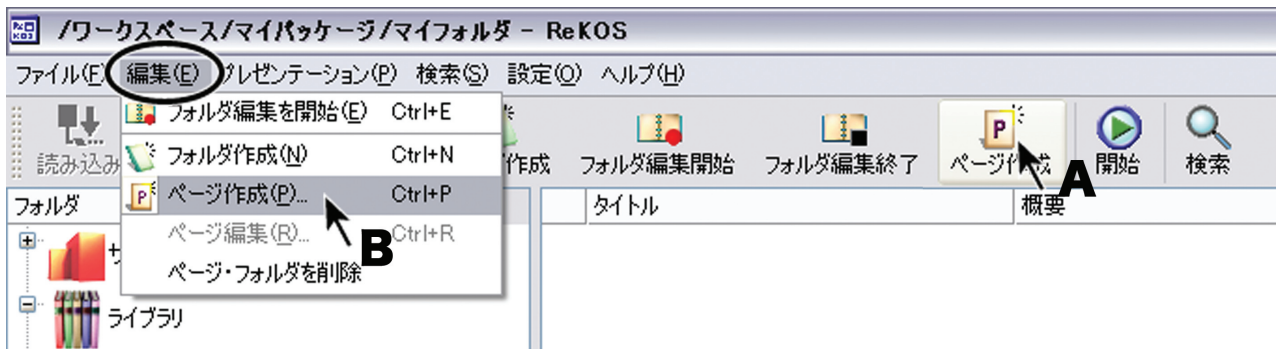 /ワークスペース/マイパッケージ/マイフォルダ - ReKOS
ファイル(F) 編集(E) プレゼンテーション(P) 検索(S) 設定(O) ヘルプ(H)
読み込み 作成 フォルダ編集開始 フォルダ編集終了 ページ作成 開始 検索
A
フォルダ編集を開始(E) Ctrl+E
フォルダ作成(N) Ctrl+N
ページ作成(P)... Ctrl+P
ページ編集(R)... Ctrl+R
ページ・フォルダを削除
B
フォルダ タイトル 概要
サ
ライブラリ